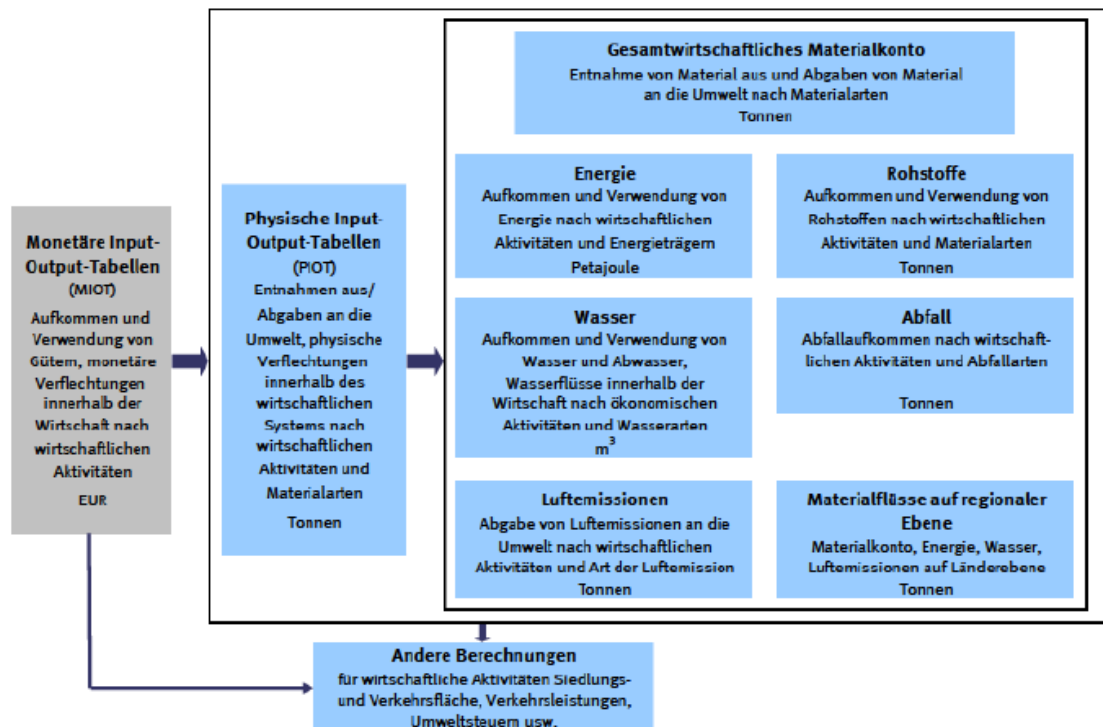 Gesamtwirtschaftliches Materialkonto
Entnahme von Material aus und Abgaben von Material
an die Umwelt nach Materialarten
Tonnen
Energie
Aufkommen und Verwendung von
Energie nach wirtschaftlichen
Aktivitäten und Energieträgern
Petajoule
Rohstoffe
Aufkommen und Verwendung von
Rohstoffen nach wirtschaftlichen
Aktivitäten und Materialarten
Tonnen
Monetäre Input-
Output-Tabellen
(MIOT)
Aufkommen und
Verwendung von
Gütern, monetäre
Verflechtungen
innerhalb der
Wirtschaft nach
wirtschaftlichen
Aktivitäten
EUR
Physische Input-
Output-Tabellen
(PIOT)
Entnahmen aus/
Abgaben an die
Umwelt, physische
Verflechtungen
innerhalb des
wirtschaftlichen
Systems nach
wirtschaftlichen
Aktivitäten und
Materialarten
Tonnen
Wasser
Aufkommen und Verwendung von
Wasser und Abwasser,
Wasserflüsse innerhalb der
Wirtschaft nach ökonomischen
Aktivitäten und Wasserarten
m³
Abfall
Abfallaufkommen nach wirtschaft-
lichen Aktivitäten und Abfallarten
Tonnen
Luftemissionen
Abgabe von Luftemissionen an die
Umwelt nach wirtschaftlichen
Aktivitäten und Art der Luftemission
Tonnen
Materialflüsse auf regionaler
Ebene
Materialkonto, Energie, Wasser,
Luftemissionen auf Länderebene
Tonnen
Andere Berechnungen
für wirtschaftliche Aktivitäten Siedlungs-
und Verkehrsfläche, Verkehrsleistungen,
Umweltsteuern usw.